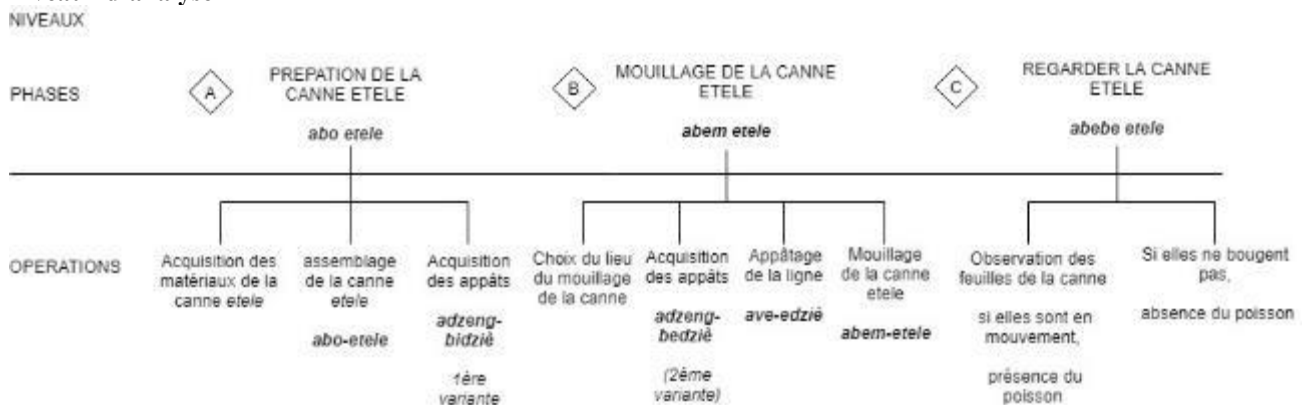 NIVEAUX
PHASES
A
PREPATION DE LA
CANNE ETELE
abo etele
B
MOUILLAGE DE LA CANNE
ETELE
abem etele
C
REGARDER LA CANNE
ETELE
abebe etele
OPERATIONS
Acquisition des
matériaux de la
canne etele
assemblage
de la canne
etele
abo-etele
Acquisition
des appâts
adzeng-
bidziè
1ère
variante
Choix du lieu
du mouillage
de la canne
Acquisition
des appâts
adzeng-
bedziè
(2ème
variante)
Appâtage
de la ligne
ave-edziè
Mouillage
de la canne
etele
abem-etele
Observation des
feuilles de la canne
si elles sont en
mouvement,
présence du
poisson
Si elles ne bougent
pas,
absence du poisson